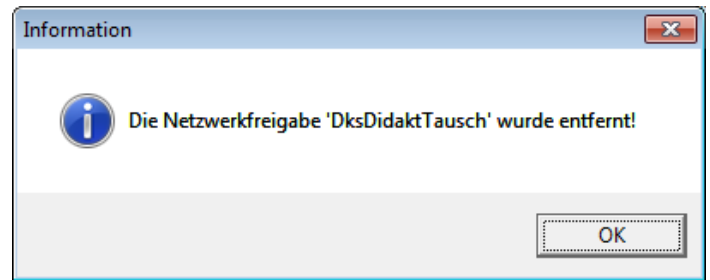 Information
Die Netzwerkfreigabe 'DksDidaktTausch' wurde entfernt!
OK